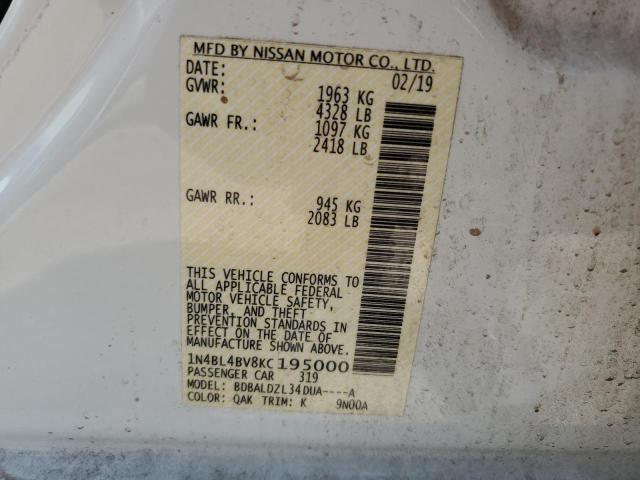 MFD BY NISSAN MOTOR CO., LTD.
DATE: 02/19
GVWR: 1963 KG
4328 LB
GAWR FR.: 1097 KG
2418 LB
GAWR RR.: 945 KG
2083 LB
THIS VEHICLE CONFORMS TO
ALL APPLICABLE FEDERAL
MOTOR VEHICLE SAFETY,
BUMPER, AND THEFT
PREVENTION STANDARDS IN
EFFECT ON THE DATE OF
MANUFACTURE SHOWN ABOVE.
1N4BL4BV8KC195000
PASSENGER CAR 319
MODEL: BDBALDZL34DUA----A
COLOR: QAK TRIM: K 9N00A